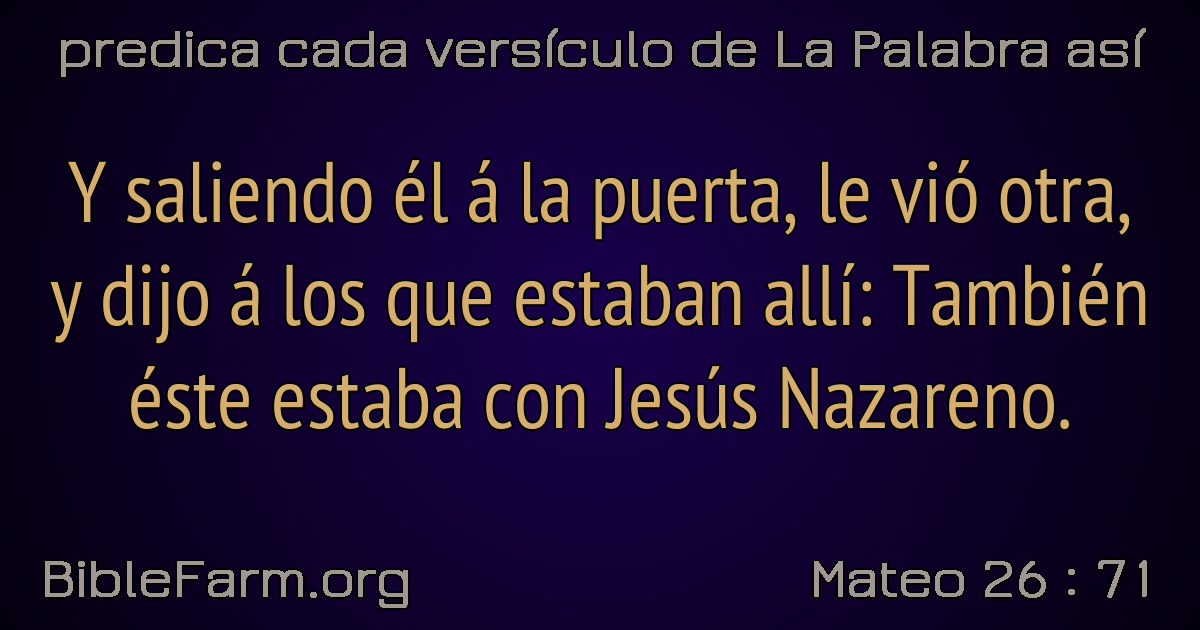 predica cada versículo de La Palabra así
Y saliendo él á la puerta, le vió otra,
y dijo á los que estaban allí: También
éste estaba con Jesús Nazareno.
BibleFarm.org
Mateo 26 : 71